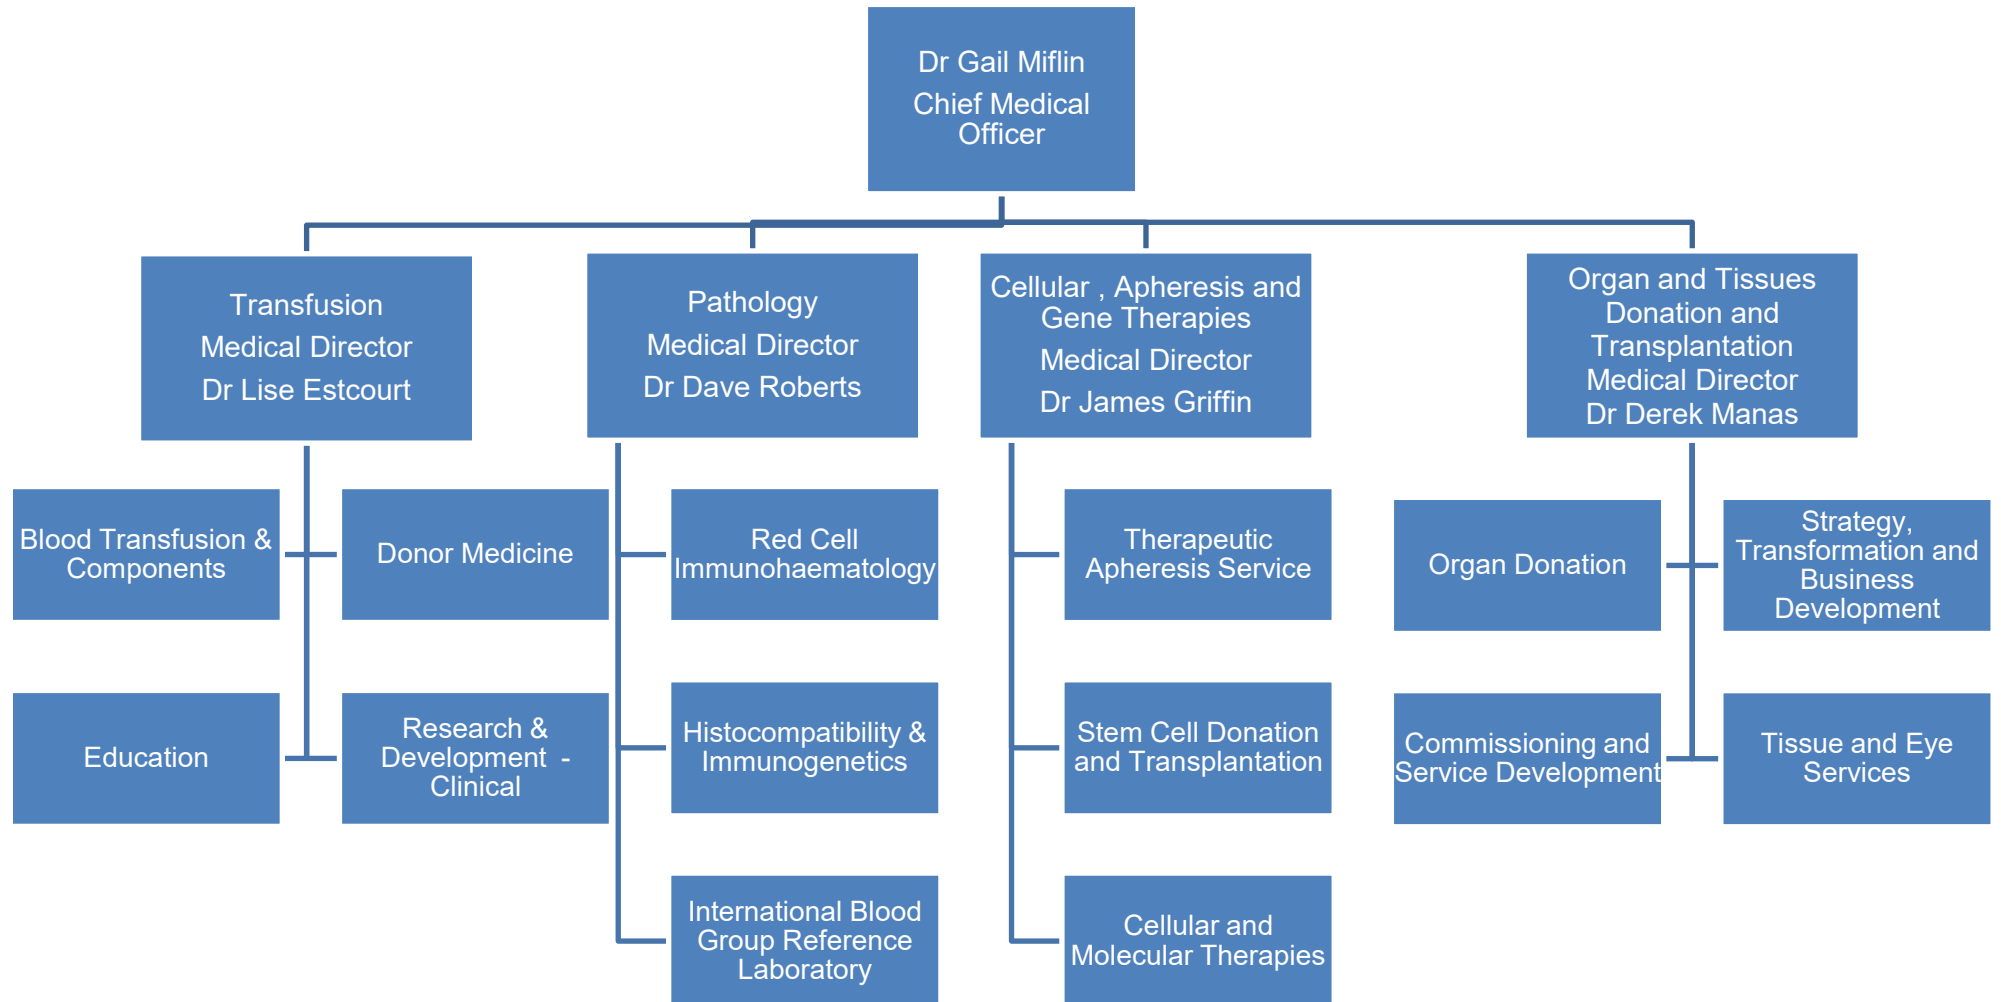 Dr Gail Miflin
Chief Medical
Officer
Transfusion
Medical Director
Dr Lise Estcourt
Pathology
Medical Director
Dr Dave Roberts
Cellular , Apheresis and
Gene Therapies
Medical Director
Dr James Griffin
Organ and Tissues
Donation and
Transplantation
Medical Director
Dr Derek Manas
Blood Transfusion &
Components
Donor Medicine
Education
Research &
Development -
Clinical
Red Cell
Immunohaematology
Histocompatibility &
Immunogenetics
International Blood
Group Reference
Laboratory
Therapeutic
Apheresis Service
Stem Cell Donation
and Transplantation
Cellular and
Molecular Therapies
Organ Donation
Strategy,
Transformation and
Business
Development
Commissioning and
Service Development
Tissue and Eye
Services